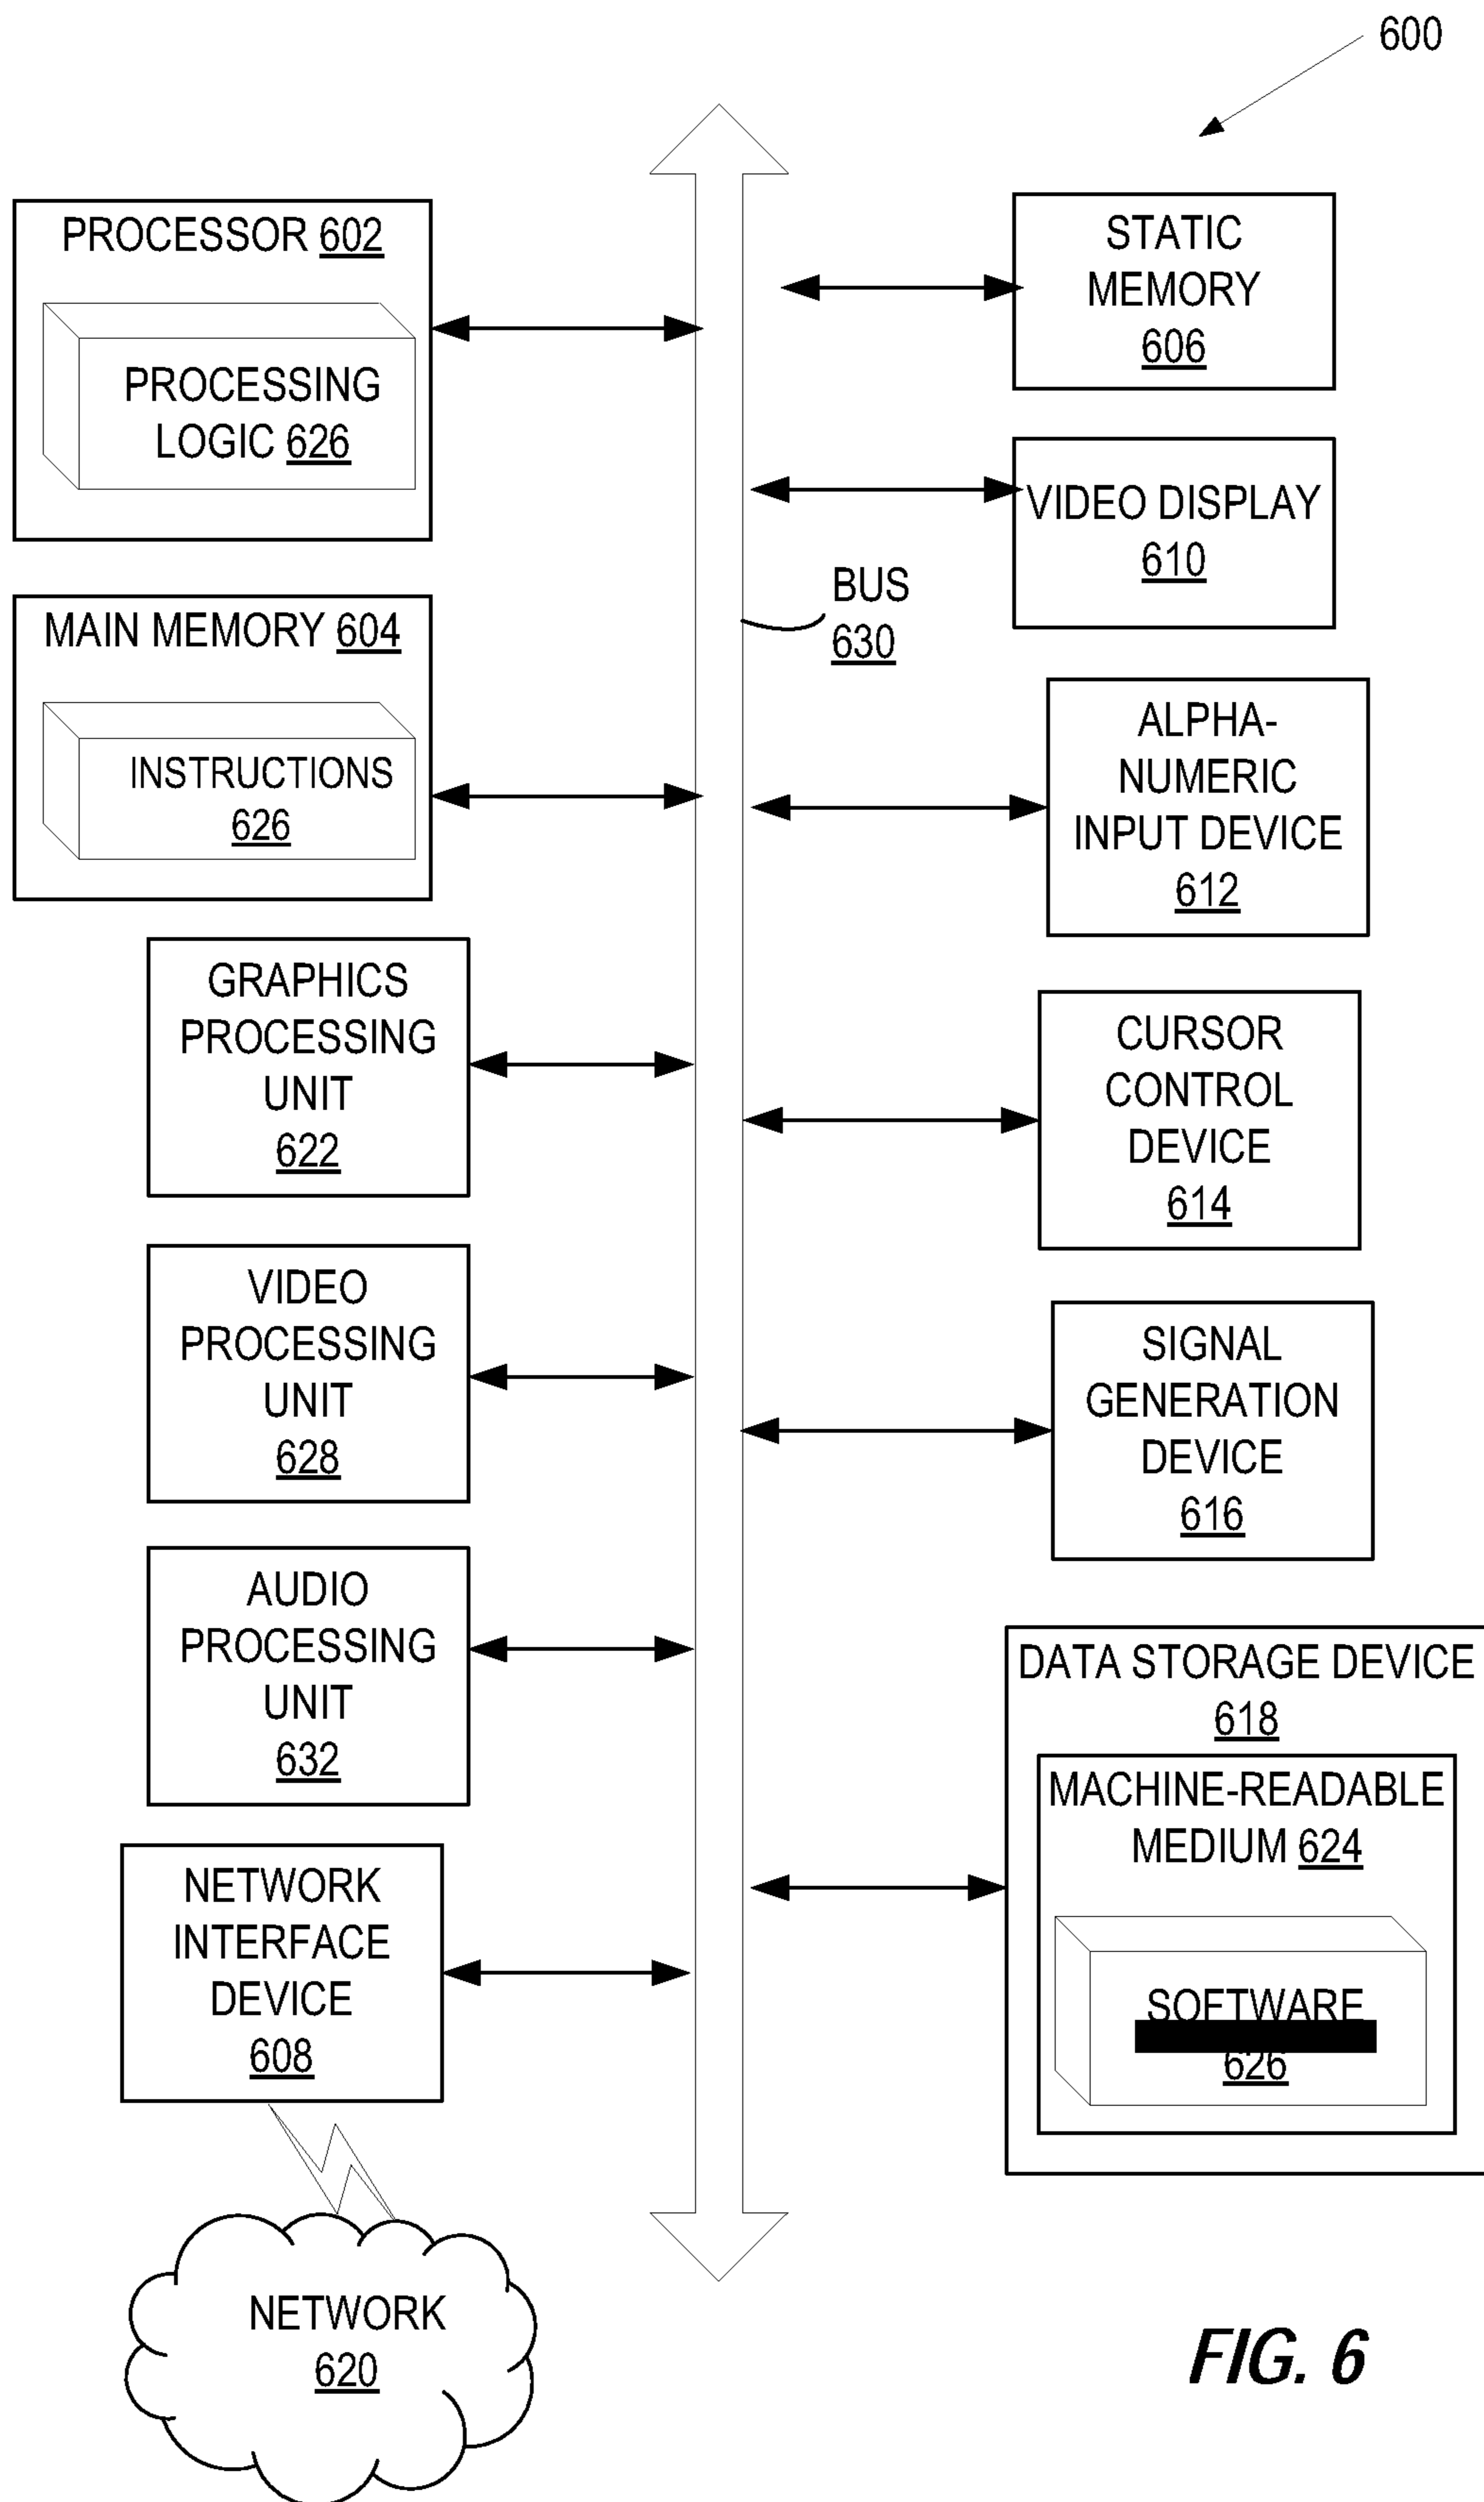 600
PROCESSOR 602
PROCESSING
LOGIC 626
MAIN MEMORY 604
INSTRUCTIONS
626
GRAPHICS
PROCESSING
UNIT
622
VIDEO
PROCESSING
UNIT
628
AUDIO
PROCESSING
UNIT
632
NETWORK
INTERFACE
DEVICE
608
NETWORK
620
BUS
630
STATIC
MEMORY
606
VIDEO DISPLAY
610
ALPHA-
NUMERIC
INPUT DEVICE
612
CURSOR
CONTROL
DEVICE
614
SIGNAL
GENERATION
DEVICE
616
DATA STORAGE DEVICE
618
MACHINE-READABLE
MEDIUM 624
SOFTWARE
626
FIG. 6